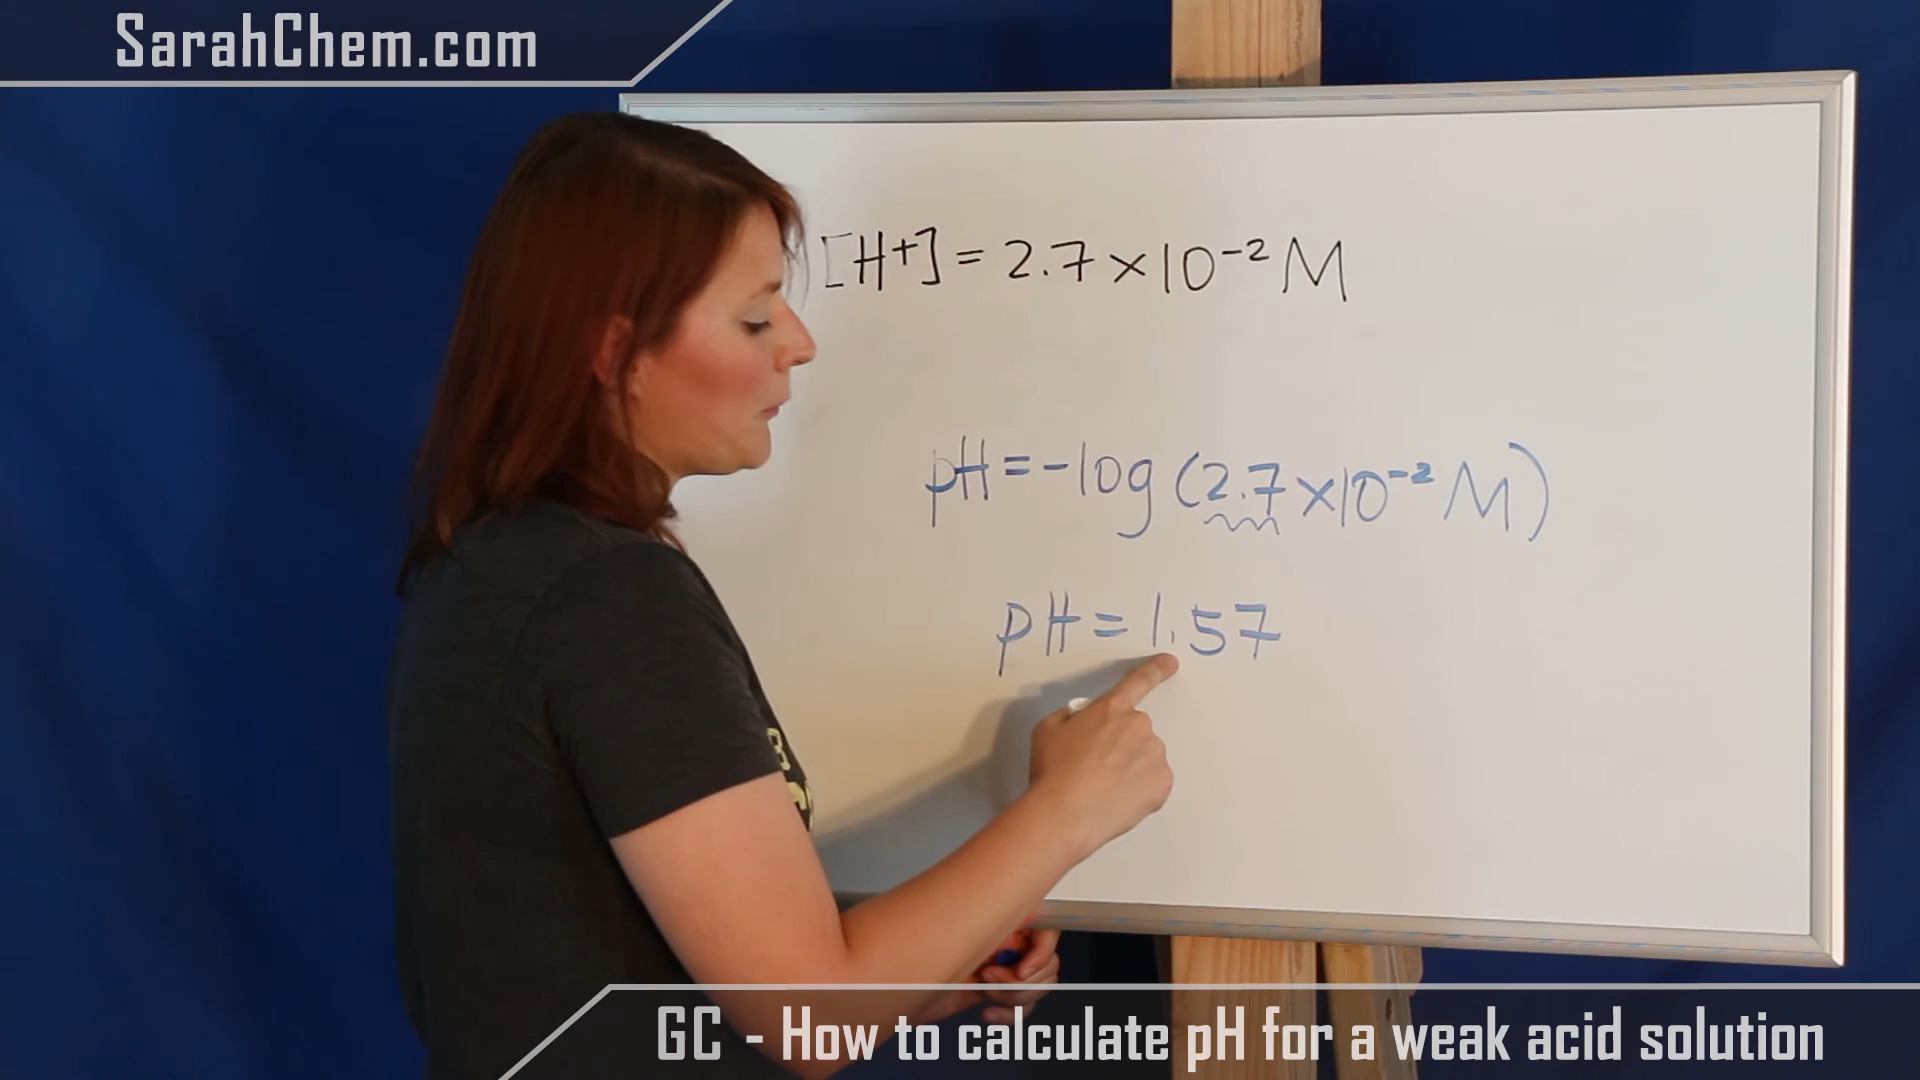 SarahChem.com
[H+] = 2.7 × 10⁻² M
pH = -log (2.7 × 10⁻² M)
pH = 1.57
GC - How to calculate pH for a weak acid solution